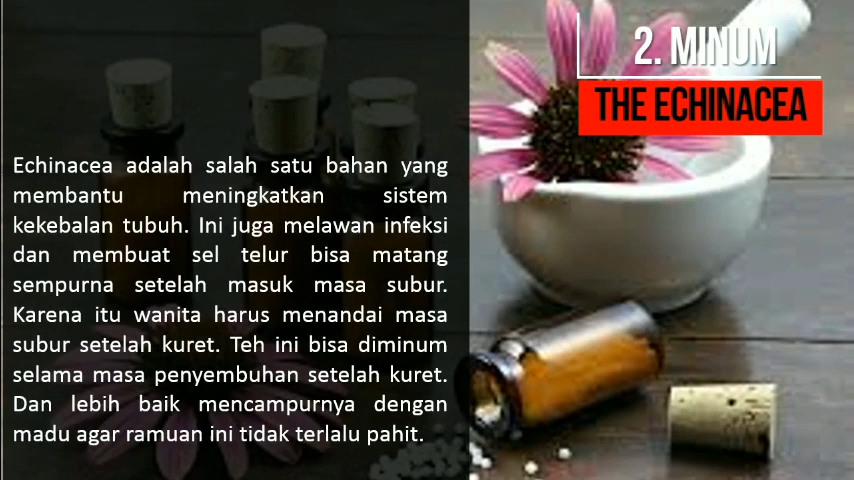 2. MINUM
THE ECHINACEA
Echinacea adalah salah satu bahan yang
membantu meningkatkan sistem
kekebalan tubuh. Ini juga melawan infeksi
dan membuat sel telur bisa matang
sempurna setelah masuk masa subur.
Karena itu wanita harus menandai masa
subur setelah kuret. Teh ini bisa diminum
selama masa penyembuhan setelah kuret.
Dan lebih baik mencampurnya dengan
madu agar ramuan ini tidak terlalu pahit.